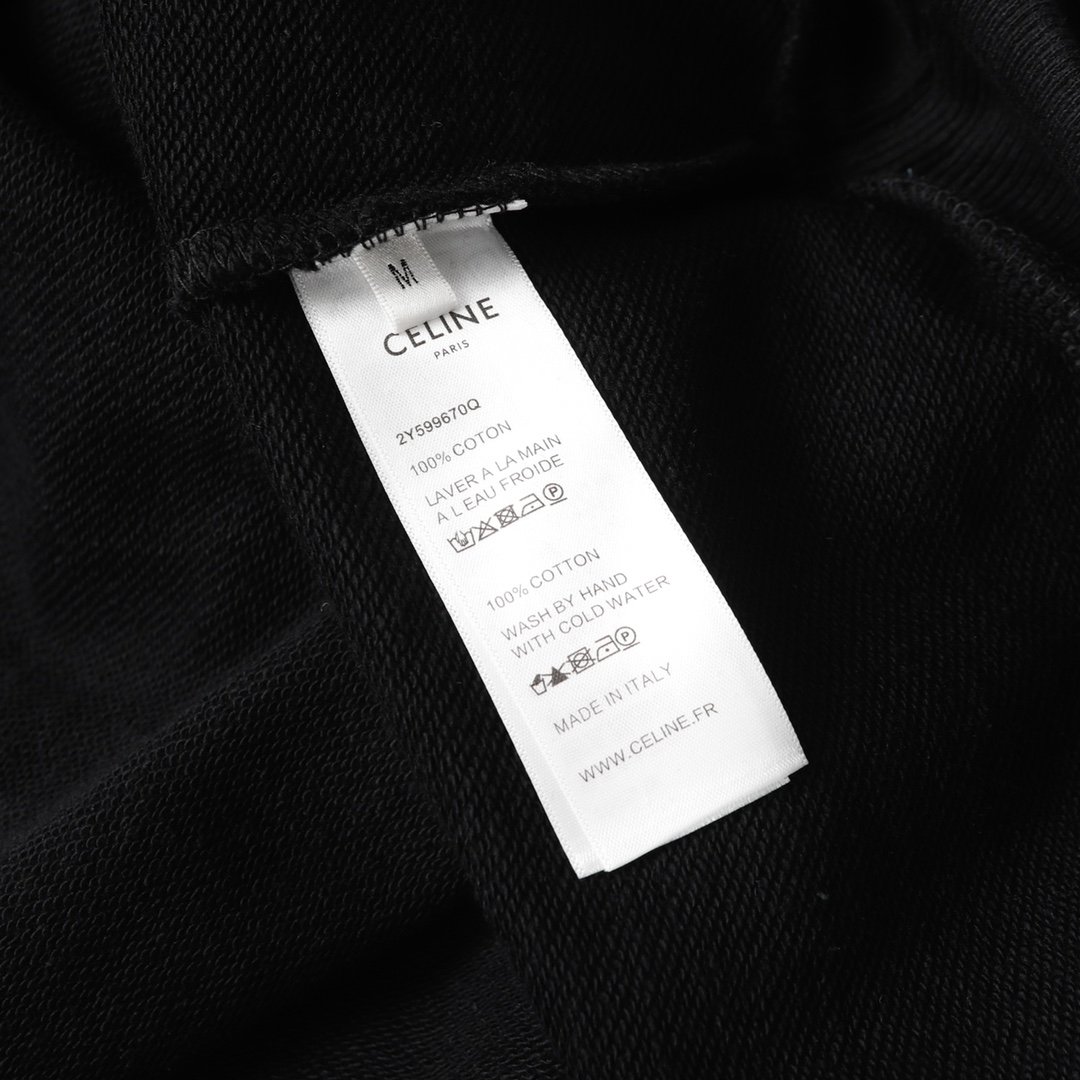 M
CELINE
PARIS
2Y599670Q
100% COTON
LAVER A LA MAIN
A L EAU FROIDE
P
100% COTTON
WASH BY HAND
WITH COLD WATER
P
MADE IN ITALY
WWW.CELINE.FR